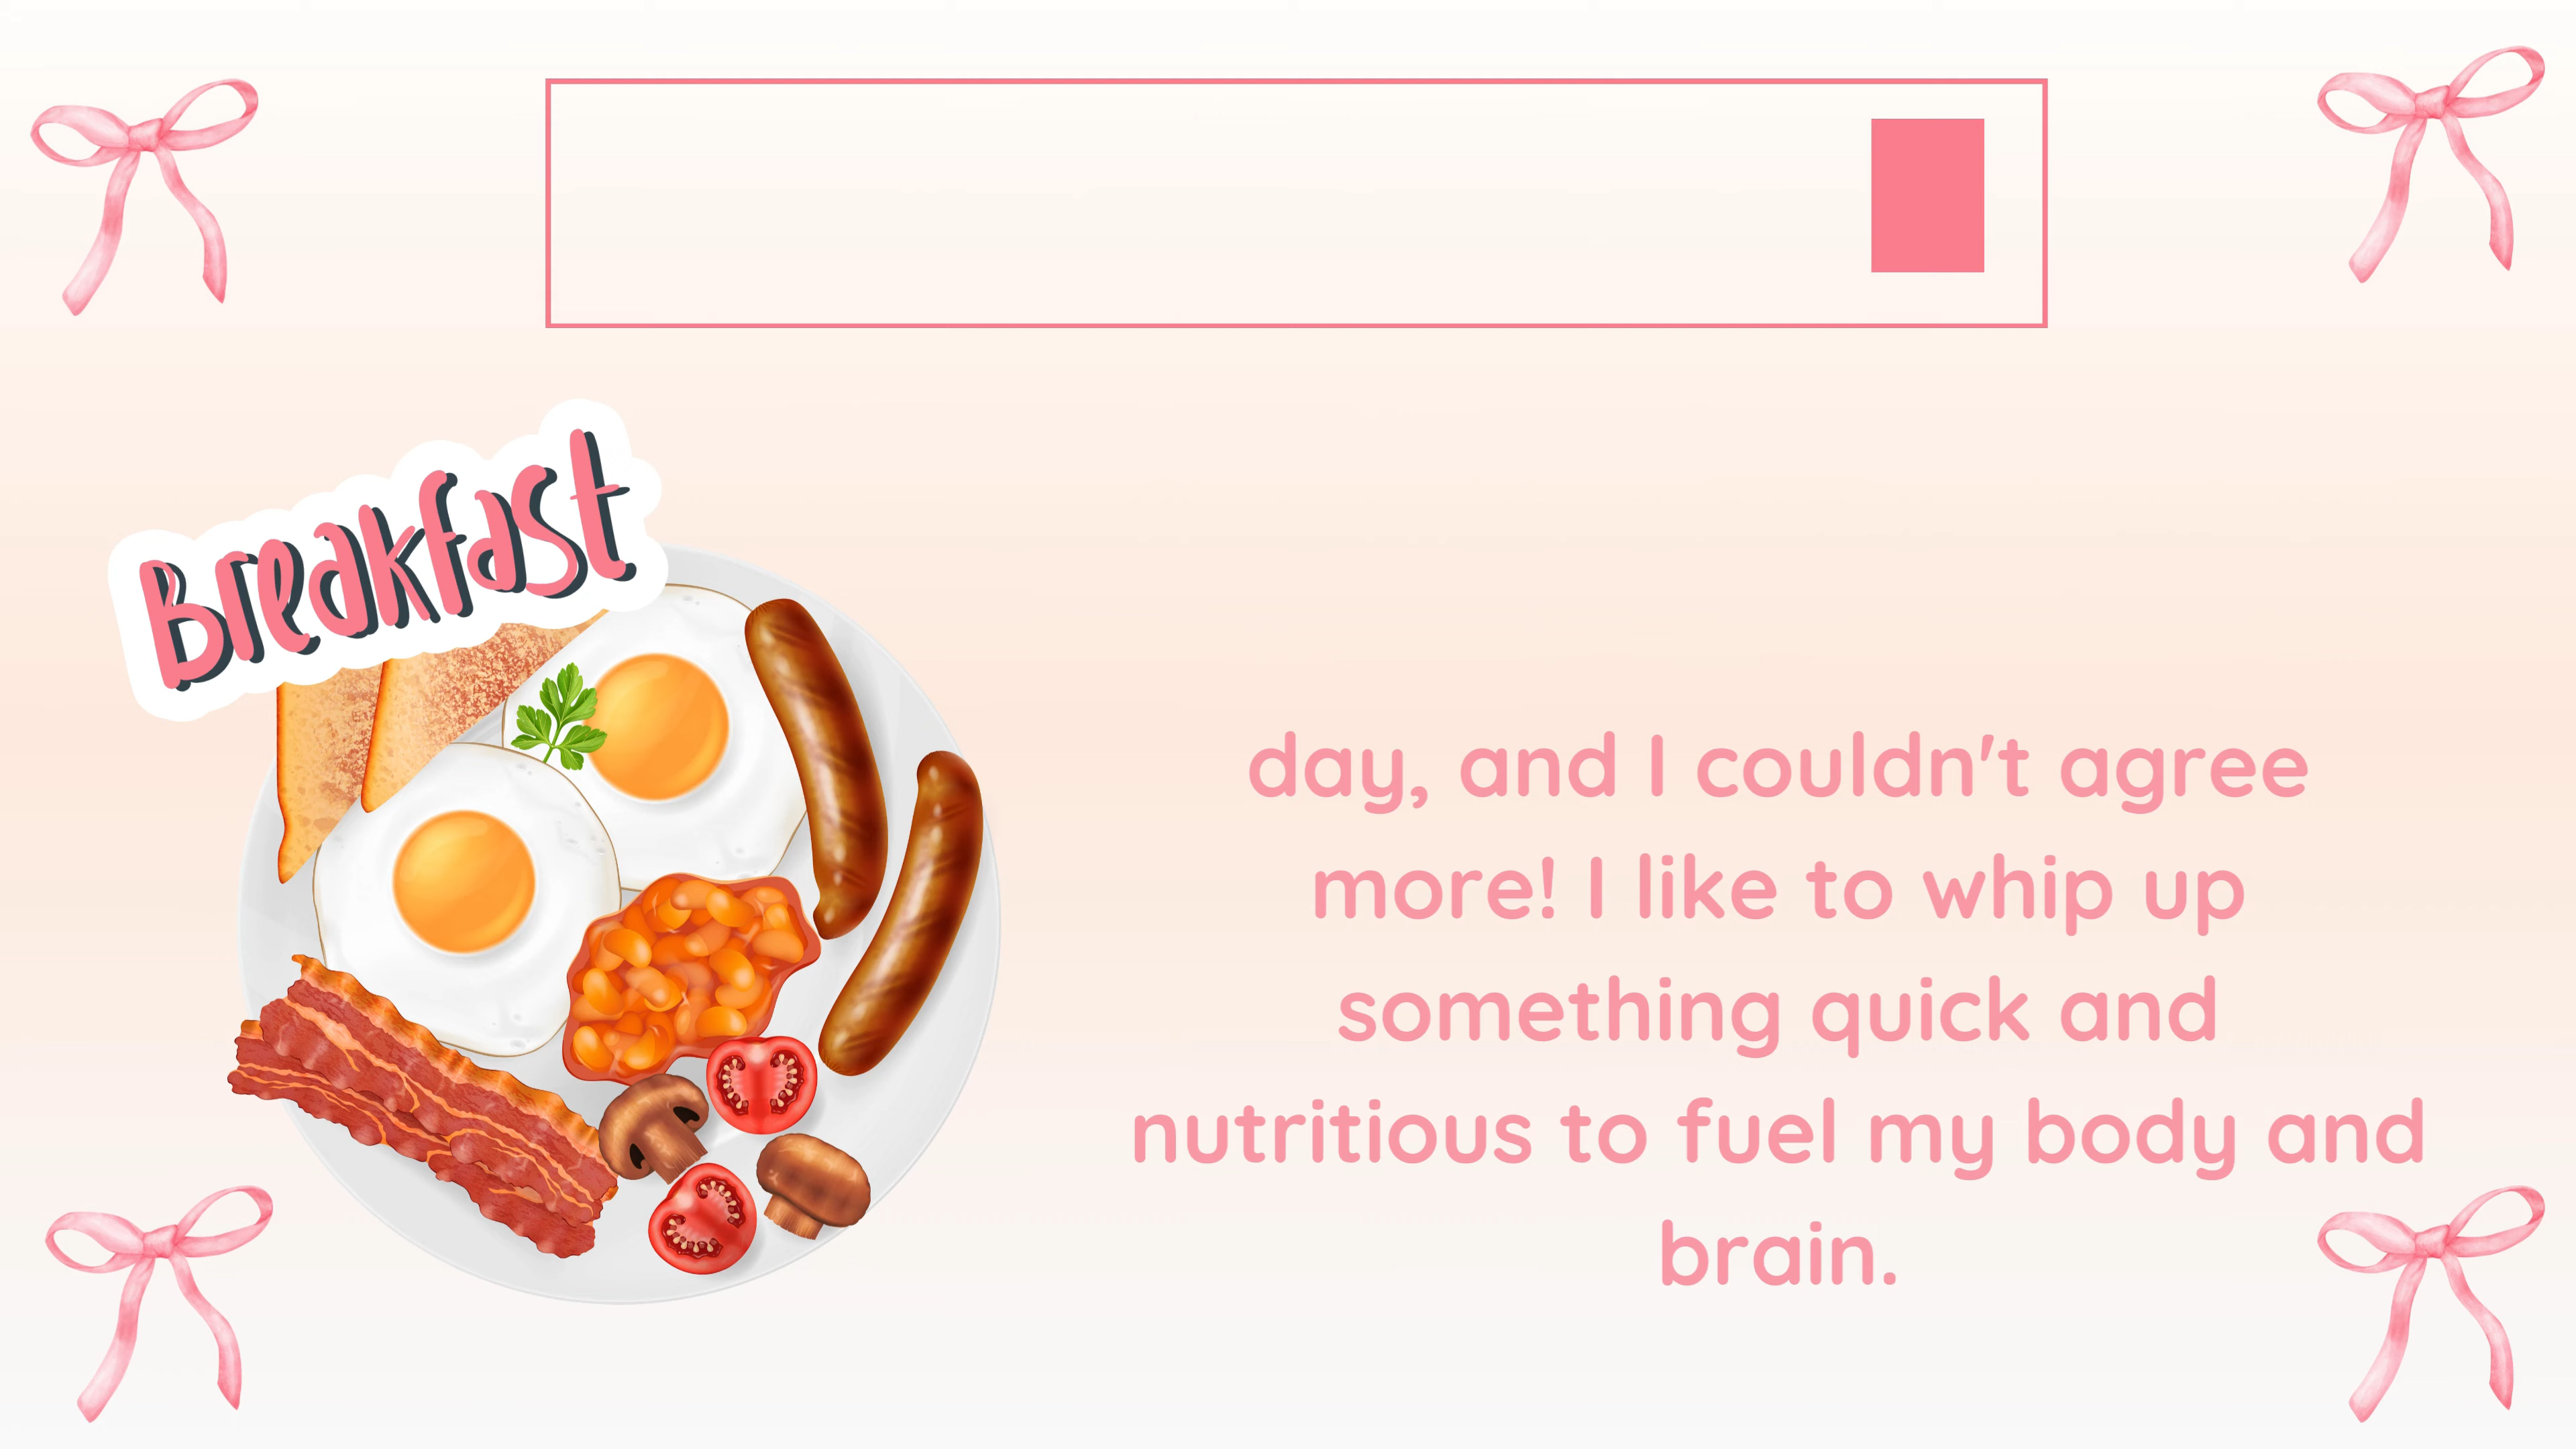 Breakfast
day, and I couldn't agree
more! I like to whip up
something quick and
nutritious to fuel my body and
brain.